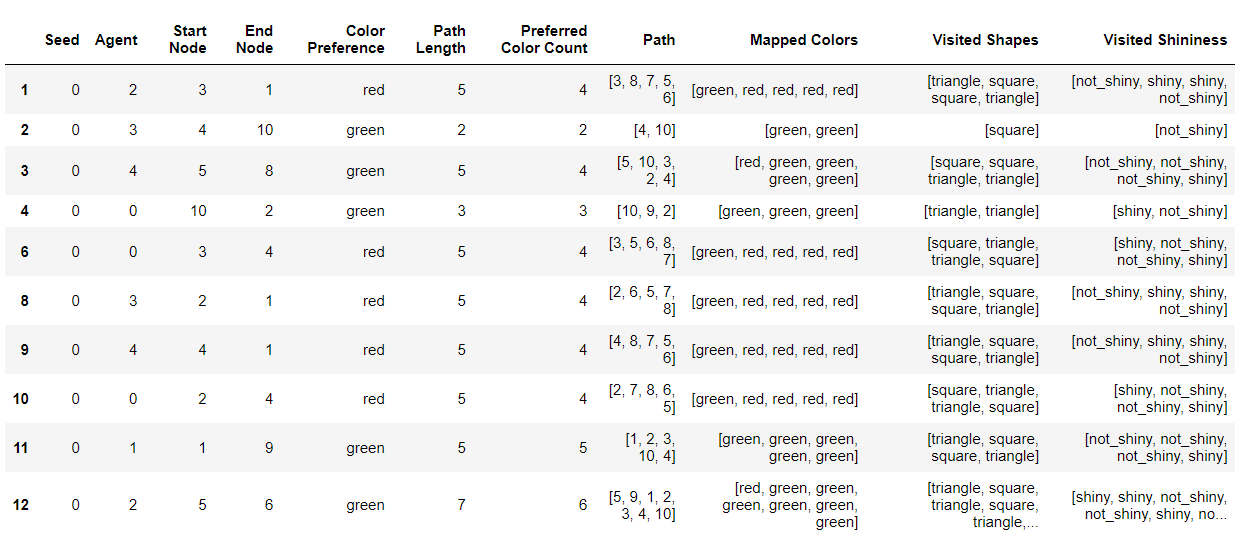 Seed Agent Start Node End Node Color Preference Path Length Preferred Color Count Path Mapped Colors Visited Shapes Visited Shininess
1 0 2 3 1 red 5 4 [3, 8, 7, 5, 6] [green, red, red, red, red] [triangle, square, square, triangle] [not_shiny, shiny, shiny, not_shiny]
2 0 3 4 10 green 2 2 [4, 10] [green, green] [square] [not_shiny]
3 0 4 5 8 green 5 4 [5, 10, 3, 2, 4] [red, green, green, green, green] [square, square, triangle, triangle] [not_shiny, not_shiny, not_shiny, shiny]
4 0 0 10 2 green 3 3 [10, 9, 2] [green, green, green] [triangle, triangle] [shiny, not_shiny]
6 0 0 3 4 red 5 4 [3, 5, 6, 8, 7] [green, red, red, red, red] [square, triangle, triangle, square] [shiny, not_shiny, not_shiny, shiny]
8 0 3 2 1 red 5 4 [2, 6, 5, 7, 8] [green, red, red, red, red] [triangle, square, square, triangle] [not_shiny, shiny, shiny, not_shiny]
9 0 4 4 1 red 5 4 [4, 8, 7, 5, 6] [green, red, red, red, red] [triangle, square, square, triangle] [not_shiny, shiny, shiny, not_shiny]
10 0 0 2 4 red 5 4 [2, 7, 8, 6, 5] [green, red, red, red, red] [square, triangle, triangle, square] [shiny, not_shiny, not_shiny, shiny]
11 0 1 1 9 green 5 5 [1, 2, 3, 10, 4] [green, green, green, green, green] [triangle, square, square, triangle] [not_shiny, not_shiny, not_shiny, shiny]
12 0 2 5 6 green 7 6 [5, 9, 1, 2, 3, 4, 10] [red, green, green, green, green, green, green] [triangle, square, triangle, square, triangle,... [shiny, shiny, not_shiny, not_shiny, shiny, no...